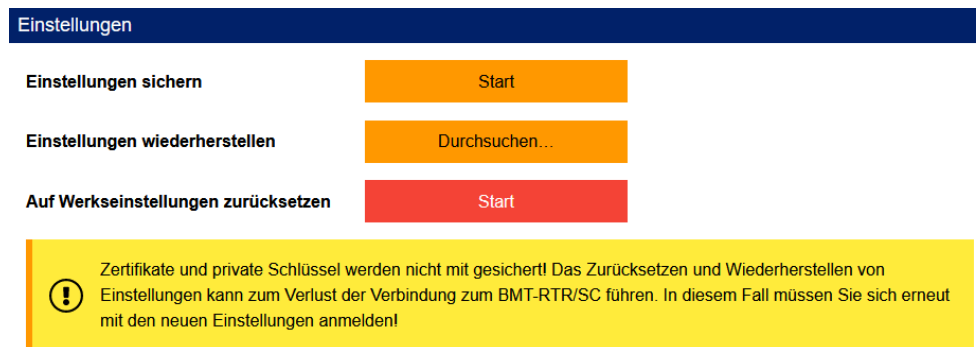 Einstellungen
Einstellungen sichern
Start
Einstellungen wiederherstellen
Durchsuchen...
Auf Werkseinstellungen zurücksetzen
Start
Zertifikate und private Schlüssel werden nicht mit gesichert! Das Zurücksetzen und Wiederherstellen von
Einstellungen kann zum Verlust der Verbindung zum BMT-RTR/SC führen. In diesem Fall müssen Sie sich erneut
mit den neuen Einstellungen anmelden!